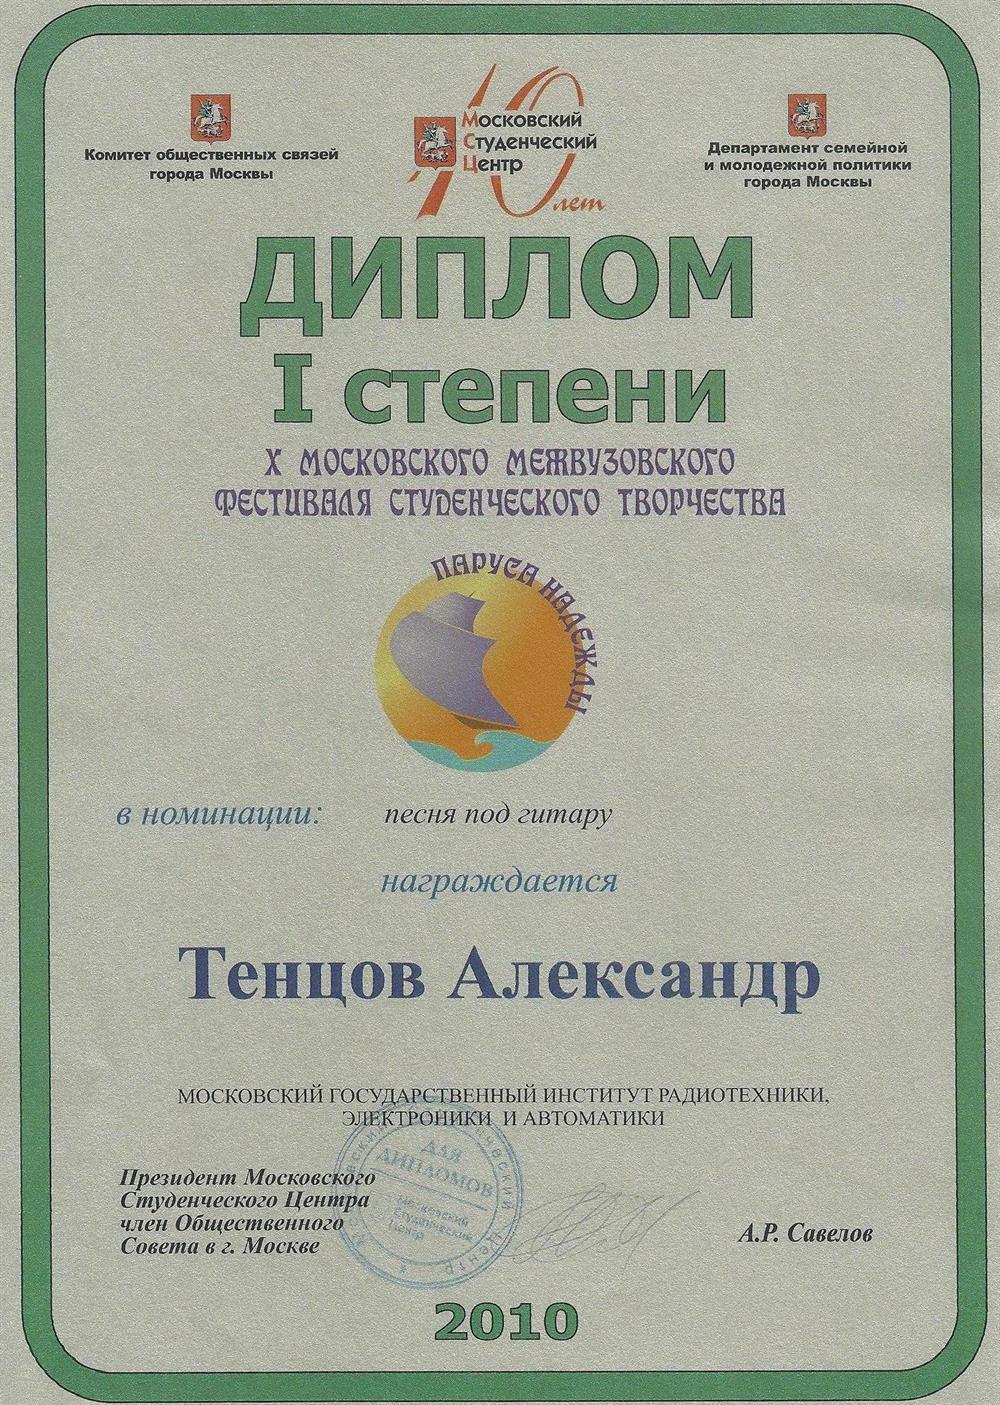 Комитет общественных связей
города Москвы
Московский
Студенческий
Центр
10 лет
Департамент семейной
и молодежной политики
города Москвы
ДИПЛОМ
I степени
X МОСКОВСКОГО МЕЖВУЗОВСКОГО
ФЕСТИВАЛЯ СТУДЕНЧЕСКОГО ТВОРЧЕСТВА
ПАРУСА НАДЕЖДЫ
в номинации: песня под гитару
награждается
Тенцов Александр
МОСКОВСКИЙ ГОСУДАРСТВЕННЫЙ ИНСТИТУТ РАДИОТЕХНИКИ,
ЭЛЕКТРОНИКИ И АВТОМАТИКИ
Президент Московского
Студенческого Центра
член Общественного
Совета в г. Москве
А.Р. Савелов
ДЛЯ
ДИПЛОМОВ
Московский
Студенческий
Центр
2010